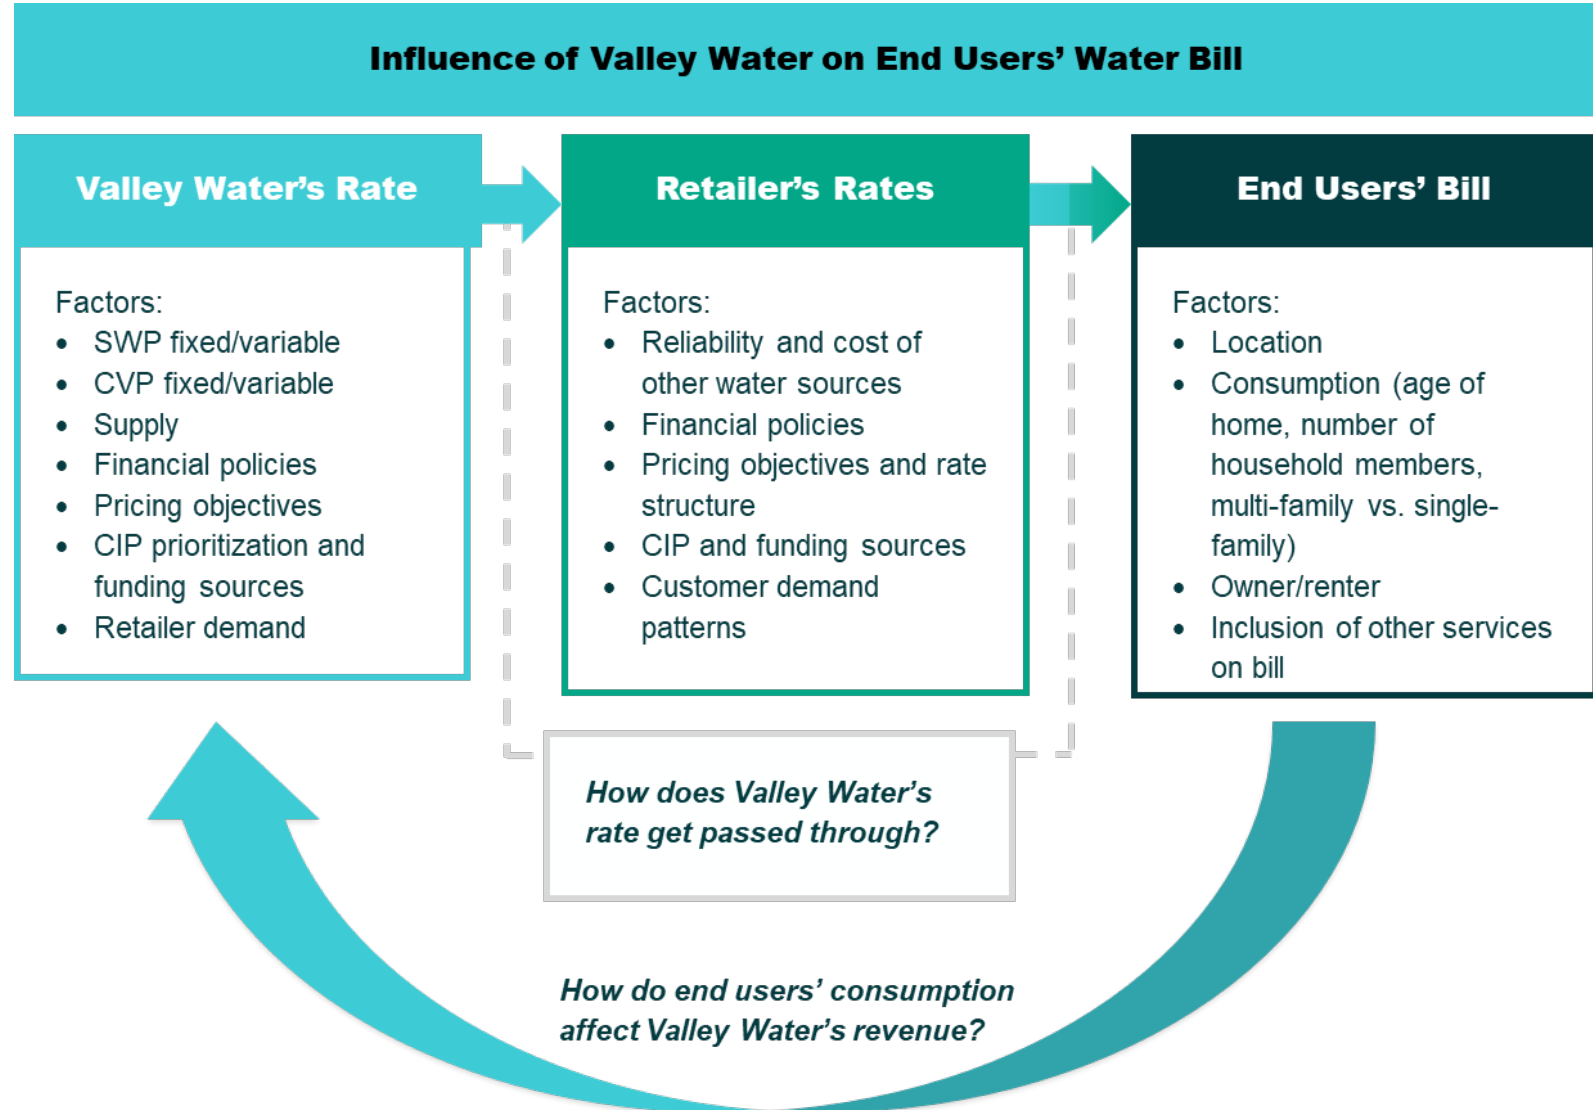 Influence of Valley Water on End Users’ Water Bill
Valley Water’s Rate
Factors:
• SWP fixed/variable
• CVP fixed/variable
• Supply
• Financial policies
• Pricing objectives
• CIP prioritization and
funding sources
• Retailer demand
Retailer’s Rates
Factors:
• Reliability and cost of
other water sources
• Financial policies
• Pricing objectives and rate
structure
• CIP and funding sources
• Customer demand
patterns
End Users’ Bill
Factors:
• Location
• Consumption (age of
home, number of
household members,
multi-family vs. single-
family)
• Owner/renter
• Inclusion of other services
on bill
How does Valley Water’s
rate get passed through?
How do end users’ consumption
affect Valley Water’s revenue?